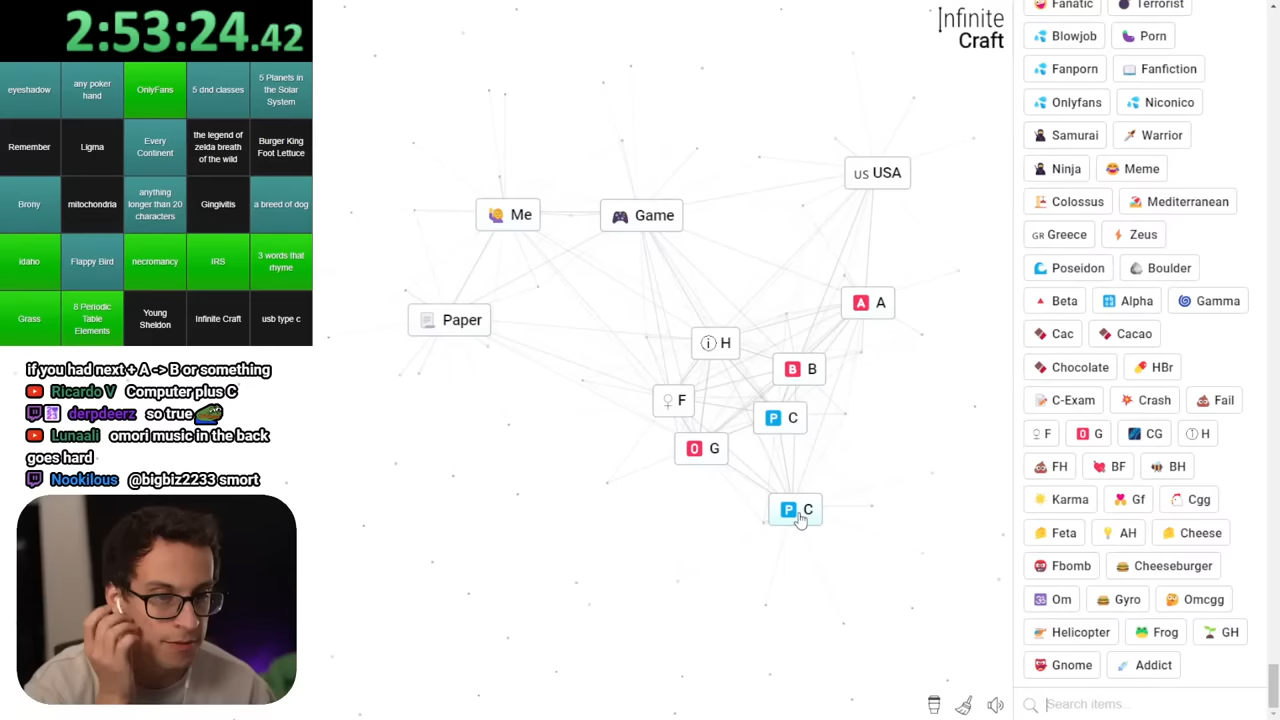 2:53:24.42
eyeshadow
any poker
hand
OnlyFans
5 dnd classes
5 Planets in
the Solar
System
Remember
Ligma
Every
Continent
the legend of
zelda breath
of the wild
Burger King
Foot Lettuce
Brony
mitochondria
anything
longer than 20
characters
Gingivitis
a breed of dog
Idaho
Flappy Bird
necromancy
IRS
3 words that
rhyme
Grass
8 Periodic
Table
Elements
Young
Sheldon
Infinite Craft
usb type c
if you had next + A -> B or something
Ricardo V Computer plus C
derpdeerz so true
Lunaali omori music in the back
goes hard
Nookilous @bigbiz2233 smort
Infinite
Craft
US USA
Me
Game
A A
Paper
H
B B
F
P C
O G
P C
Fanatic Terrorist
Blowjob Porn
Fanporn Fanfiction
Onlyfans Niconico
Samurai Warrior
Ninja Meme
Colossus Mediterranean
GR Greece Zeus
Poseidon Boulder
Beta Alpha Gamma
Cac Cacao
Chocolate HBr
C-Exam Crash Fail
F O G CG H
FH BF BH
Karma Gf Cgg
Feta AH Cheese
Fbomb Cheeseburger
Om Gyro Omcgg
Helicopter Frog GH
Gnome Addict
Search items...